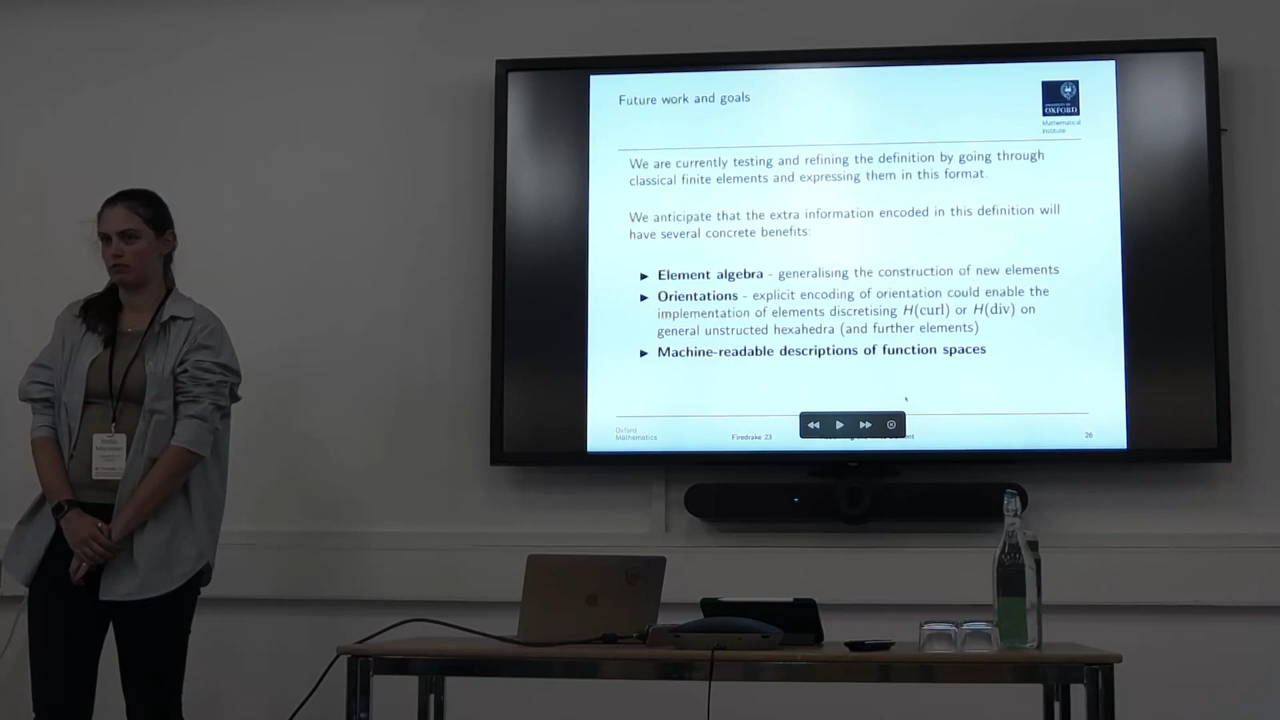 Future work and goals
UNIVERSITY OF
OXFORD
Mathematical
Institute
We are currently testing and refining the definition by going through
classical finite elements and expressing them in this format.
We anticipate that the extra information encoded in this definition will
have several concrete benefits:
► Element algebra - generalising the construction of new elements
► Orientations - explicit encoding of orientation could enable the
implementation of elements discretising H(curl) or H(div) on
general unstructed hexahedra (and further elements)
► Machine-readable descriptions of function spaces
Oxford
Mathematics
Firedrake 23
26